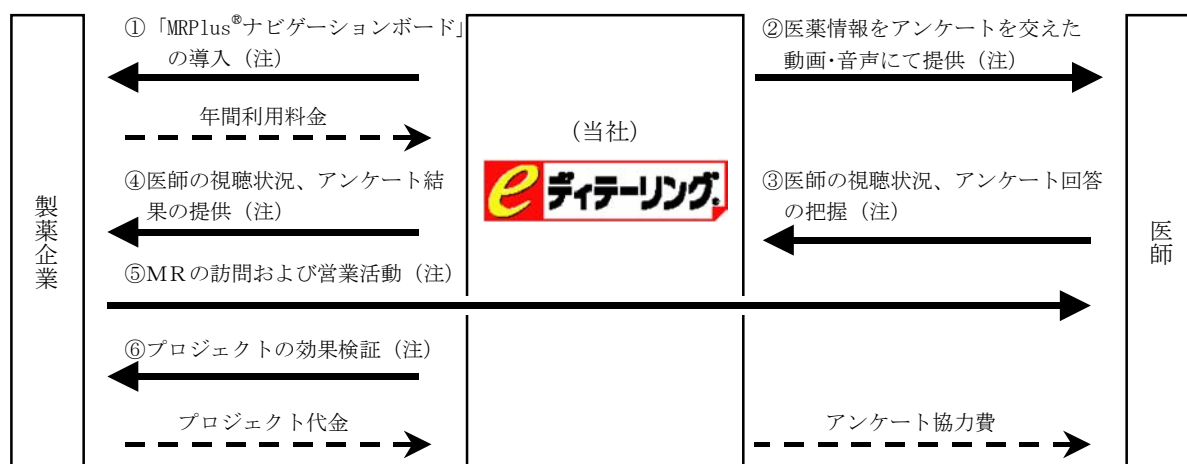 ①「MRPlus®ナビゲーションボード」
の導入（注）
年間利用料金
④医師の視聴状況、アンケート結
果の提供（注）
⑤ＭＲの訪問および営業活動（注）
⑥プロジェクトの効果検証（注）
プロジェクト代金
製薬企業
（当社）
eディテーリング®
②医薬情報をアンケートを交えた
動画・音声にて提供（注）
③医師の視聴状況、アンケート回答
の把握（注）
アンケート協力費
医師